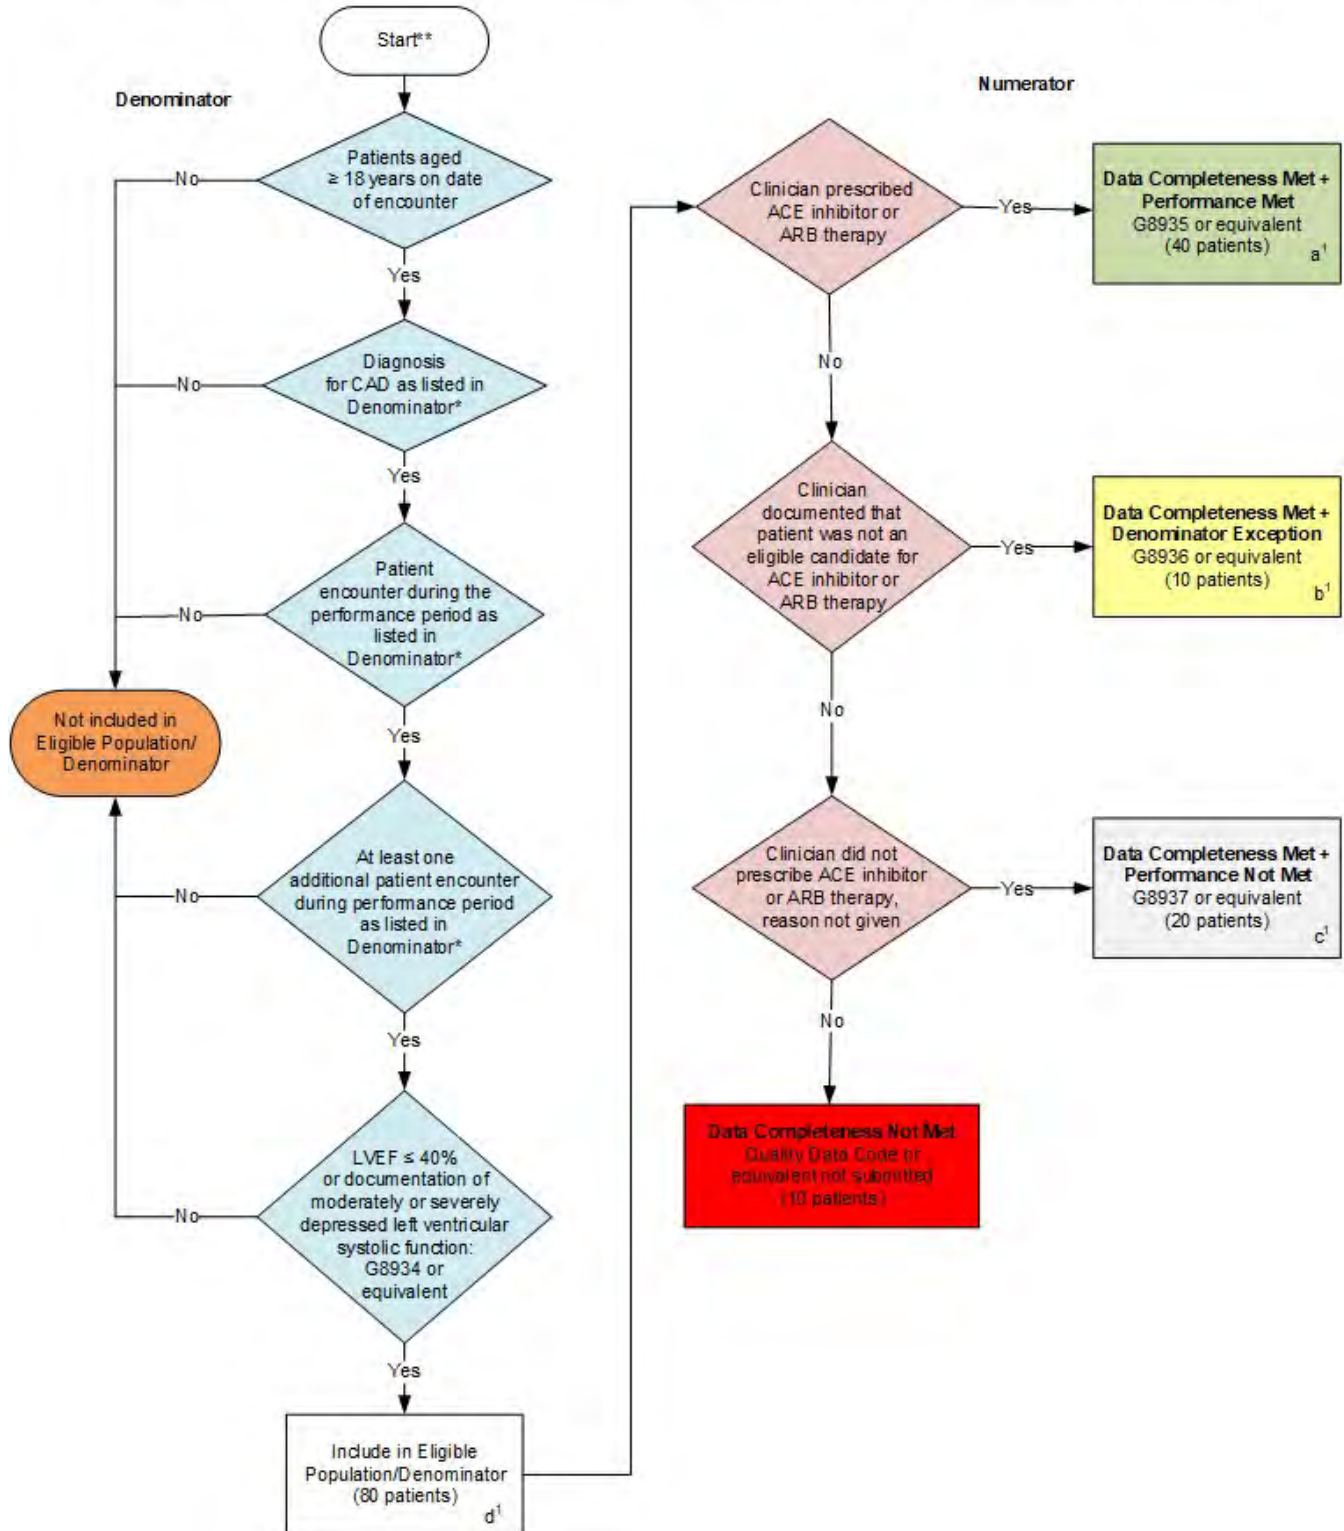 Start**
Denominator
Patients aged
≥ 18 years on date
of encounter
No
Yes
Diagnosis
for CAD as listed in
Denominator*
No
Yes
Patient
encounter during the
performance period as
listed in
Denominator*
No
Yes
Not included in
Eligible Population/
Denominator
At least one
additional patient encounter
during performance period
as listed in
Denominator*
No
Yes
LVEF ≤ 40%
or documentation of
moderately or severely
depressed left ventricular
systolic function:
G8934 or
equivalent
No
Yes
Include in Eligible
Population/Denominator
(80 patients)
d¹
Numerator
Clinician prescribed
ACE inhibitor or
ARB therapy
Yes
Data Completeness Met +
Performance Met
G8935 or equivalent
(40 patients)
a¹
No
Clinician
documented that
patient was not an
eligible candidate for
ACE inhibitor or
ARB therapy
Yes
Data Completeness Met +
Denominator Exception
G8936 or equivalent
(10 patients)
b¹
No
Clinician did not
prescribe ACE inhibitor
or ARB therapy,
reason not given
Yes
Data Completeness Met +
Performance Not Met
G8937 or equivalent
(20 patients)
c¹
No
Data Completeness Not Met
Quality Data Code or
equivalent not submitted
(10 patients)